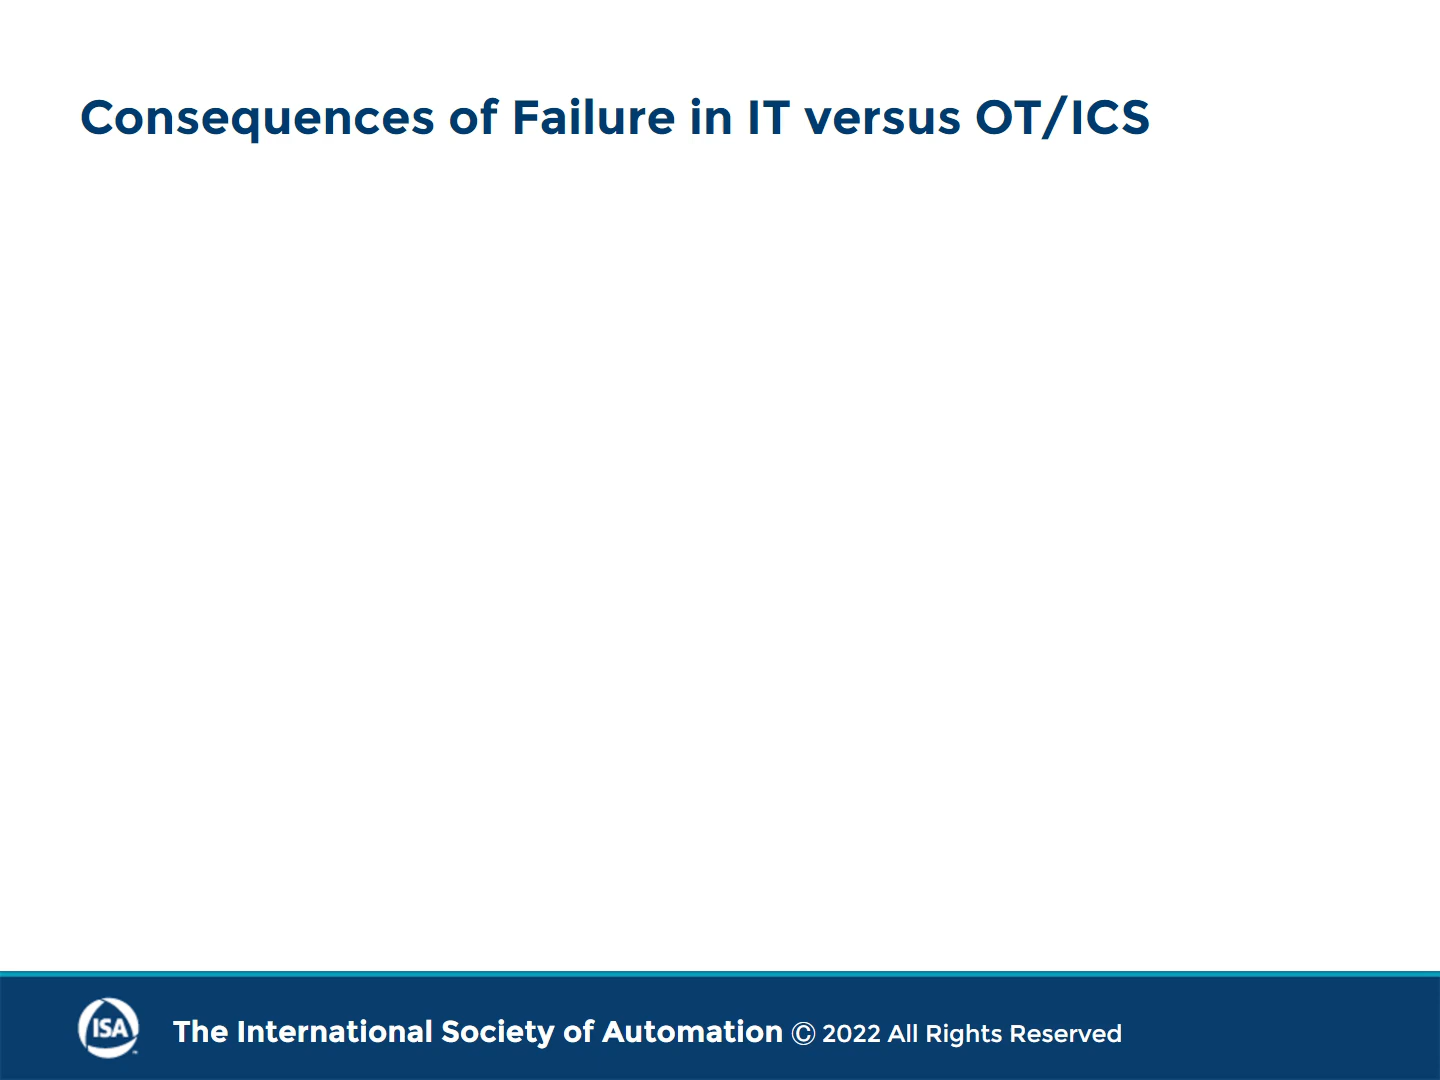 Consequences of Failure in IT versus OT/ICS
ISA The International Society of Automation © 2022 All Rights Reserved